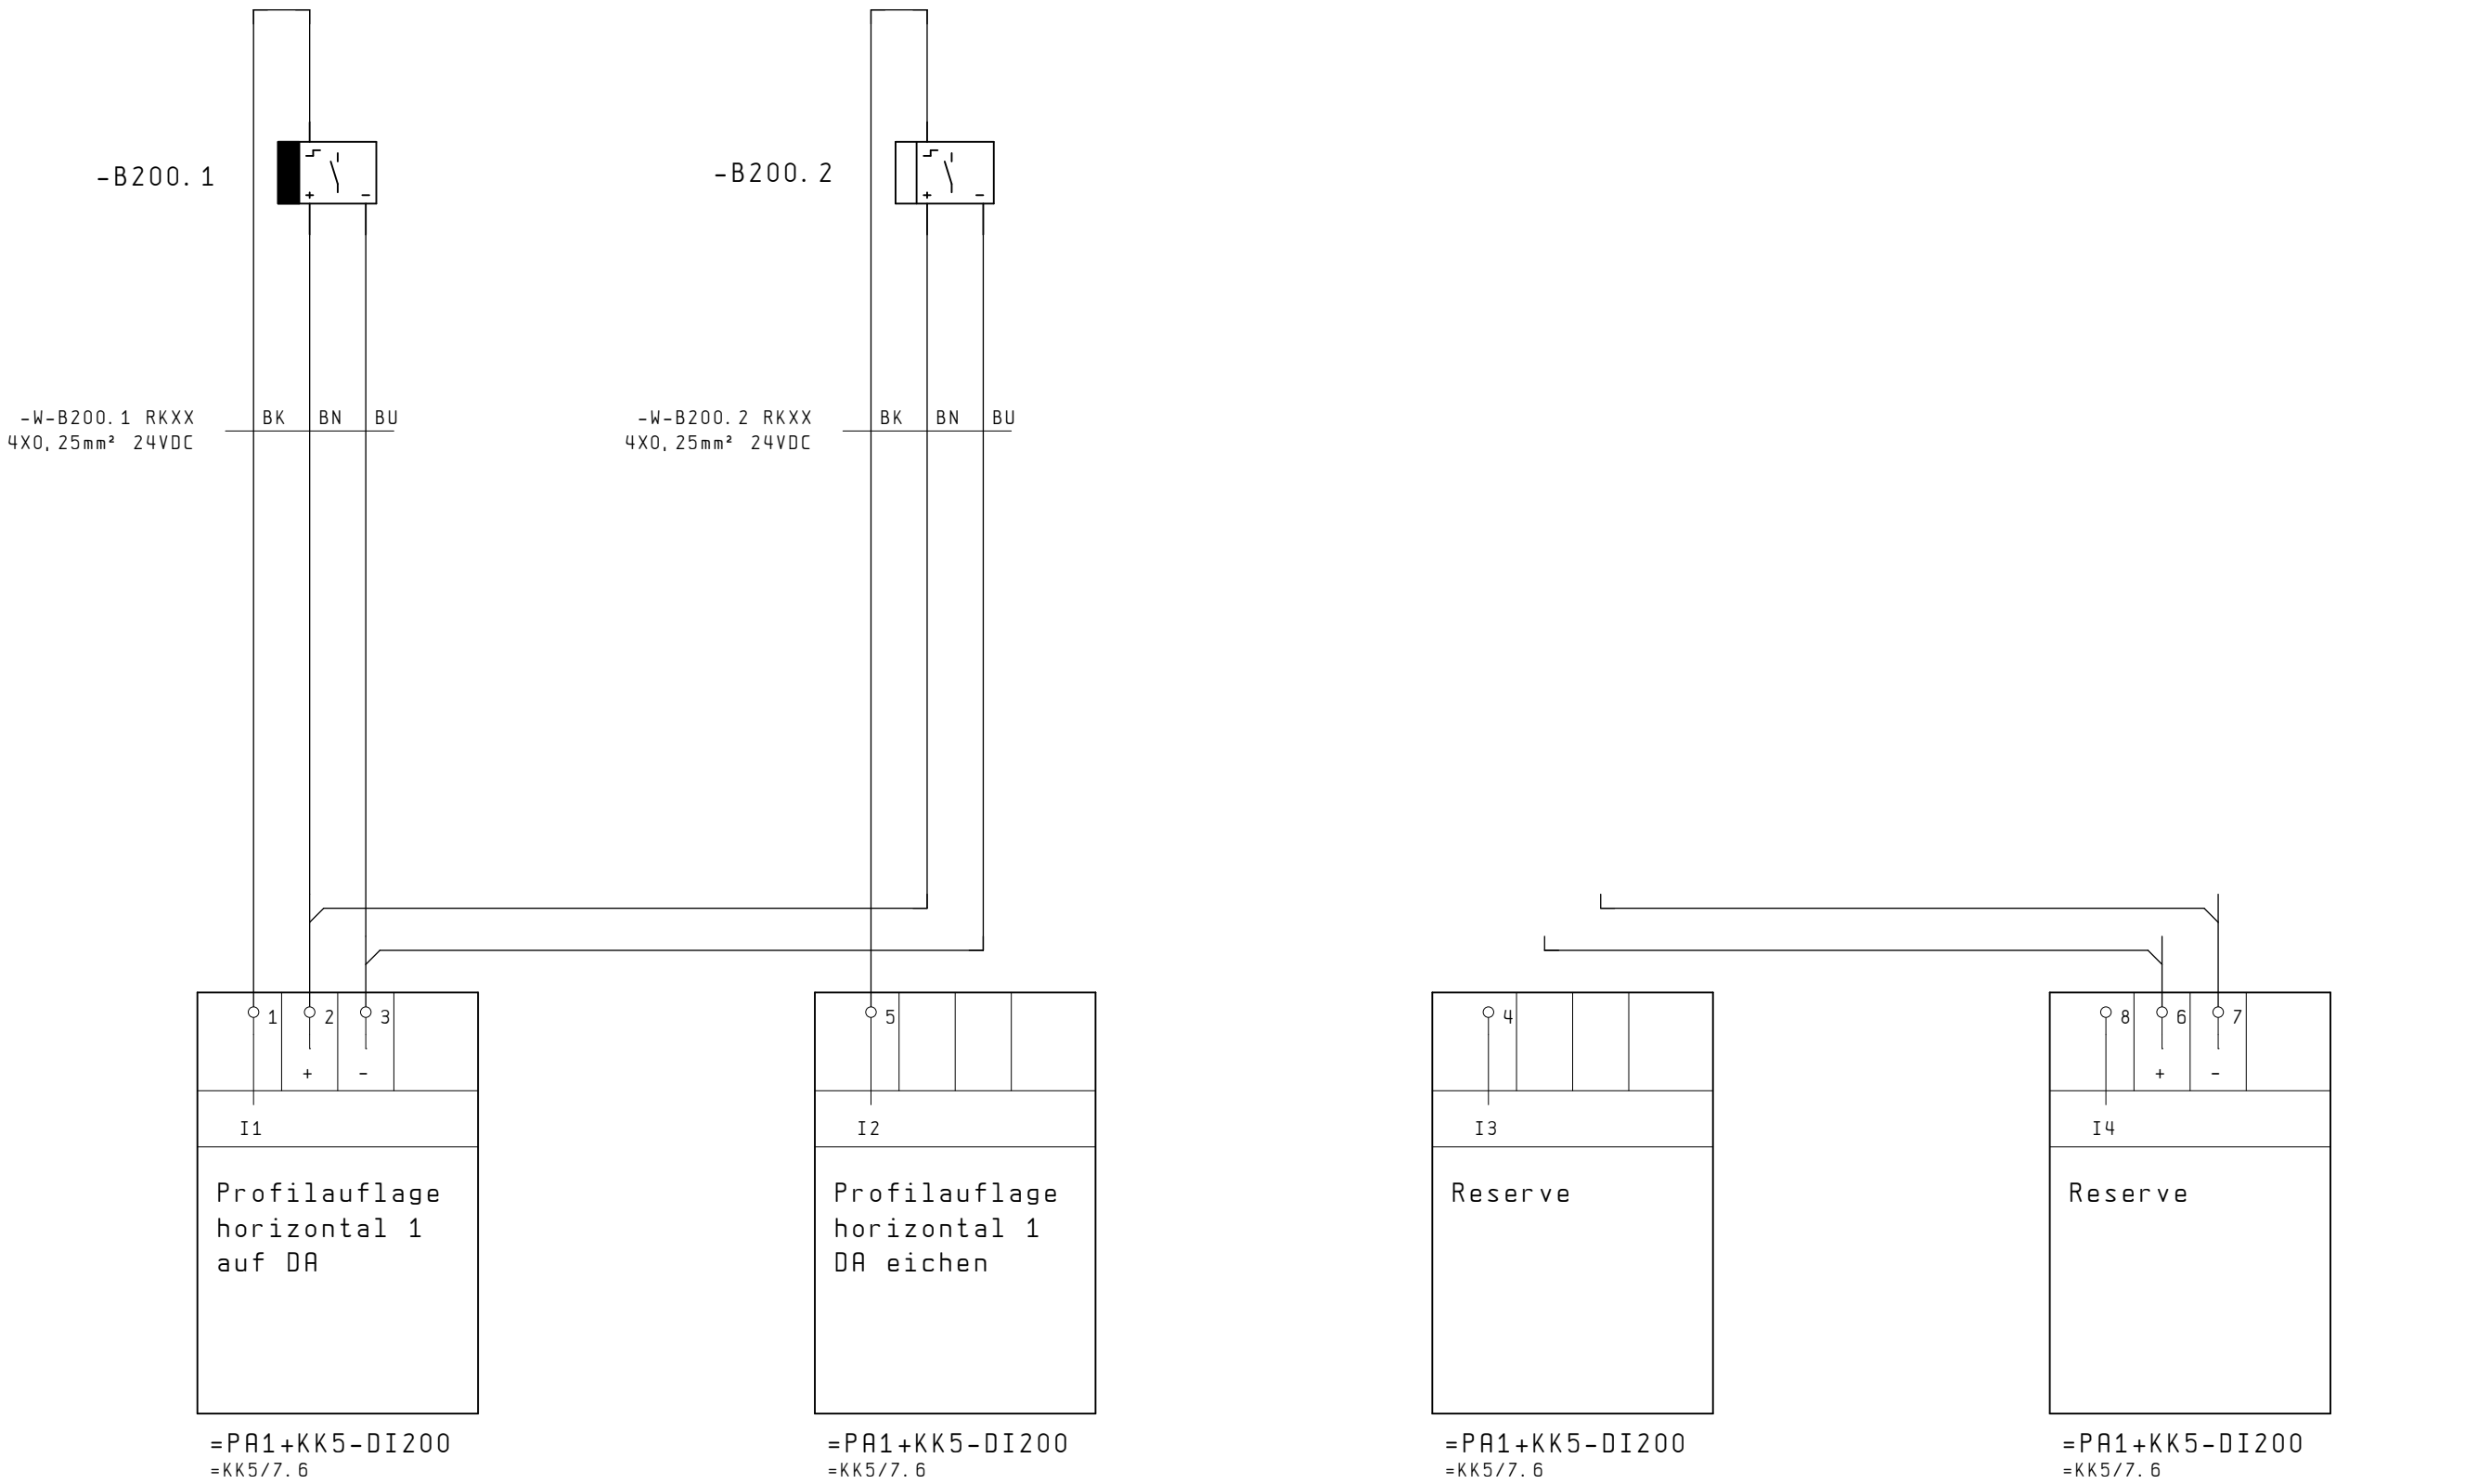 -B200.1
-B200.2
-W-B200.1 RKXX
4X0,25mm² 24VDC
BK BN BU
-W-B200.2 RKXX
4X0,25mm² 24VDC
BK BN BU
+ -
+ -
1 2 3
+ -
I1
Profilauflage
horizontal 1
auf DA
=PA1+KK5-DI200
=KK5/7.6
5
I2
Profilauflage
horizontal 1
DA eichen
=PA1+KK5-DI200
=KK5/7.6
4
I3
Reserve
=PA1+KK5-DI200
=KK5/7.6
8 6 7
+ -
I4
Reserve
=PA1+KK5-DI200
=KK5/7.6